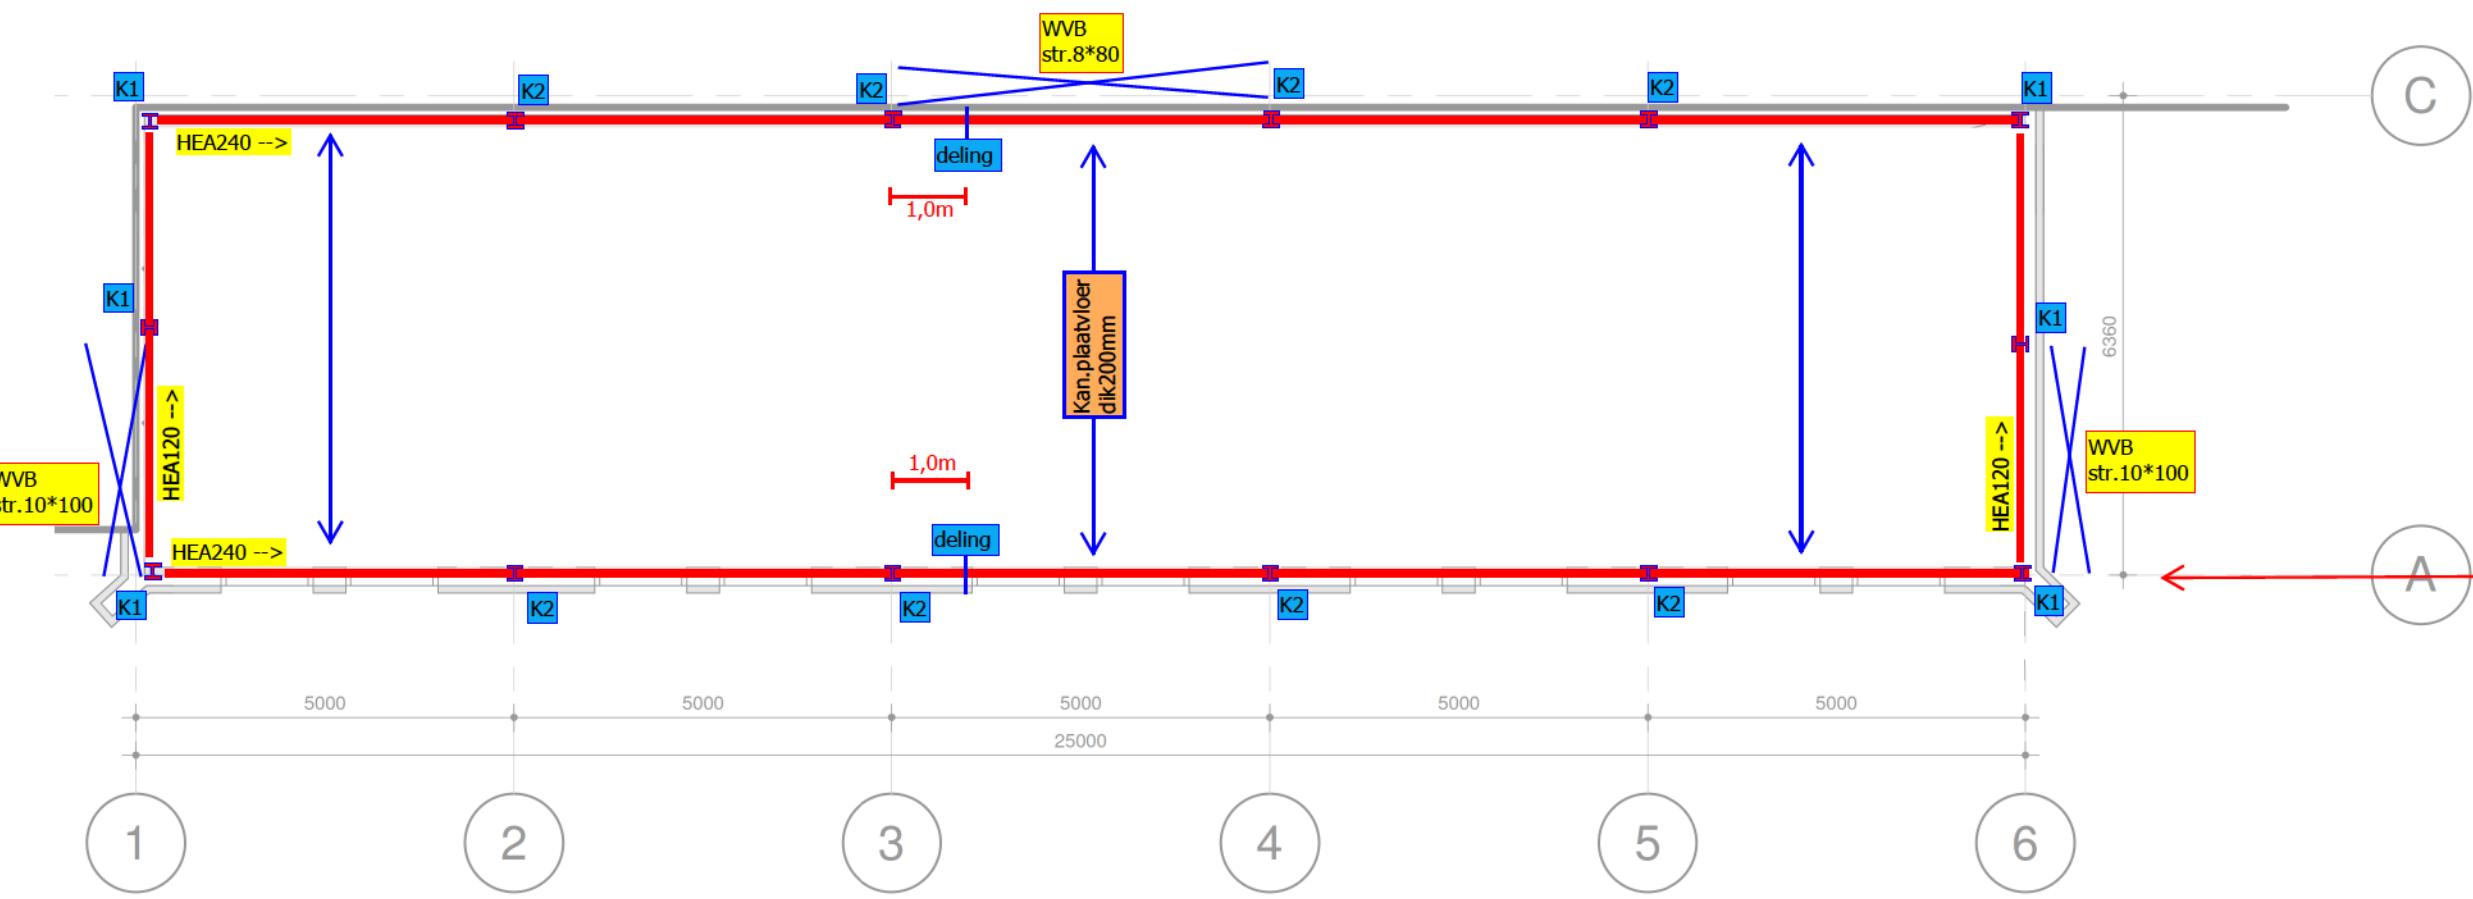 WVB
str.8*80
K1
K2
K2
K2
K2
K1
C
HEA240 -->
deling
1,0m
K1
K1
6360
Kan.plaatvloer
dik200mm
HEA120 -->
HEA120 -->
WVB
str.10*100
WVB
str.10*100
1,0m
deling
HEA240 -->
A
K1
K2
K2
K2
K2
K1
5000
5000
5000
5000
5000
25000
1
2
3
4
5
6